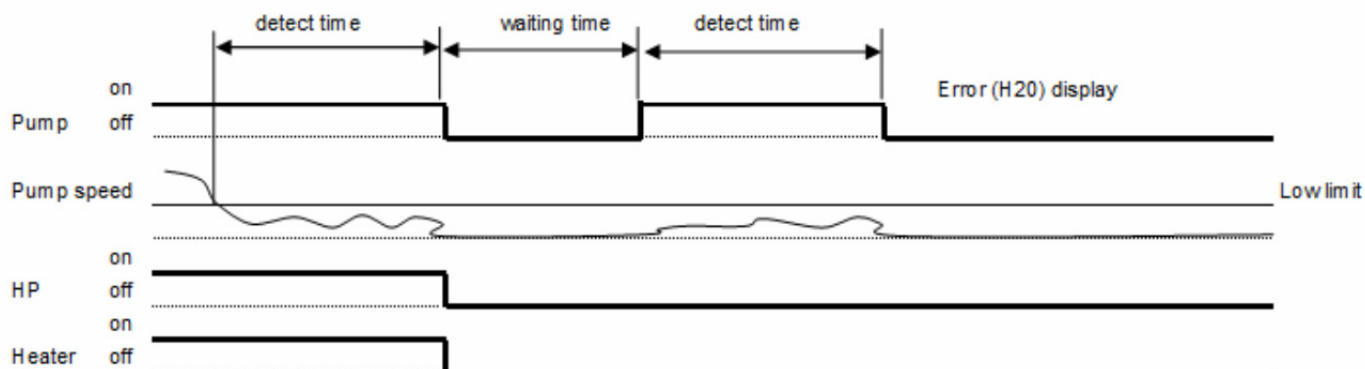 detect time waiting time detect time
on Error (H20) display
Pump off
Pump speed Low limit
on
HP off
on
Heater off